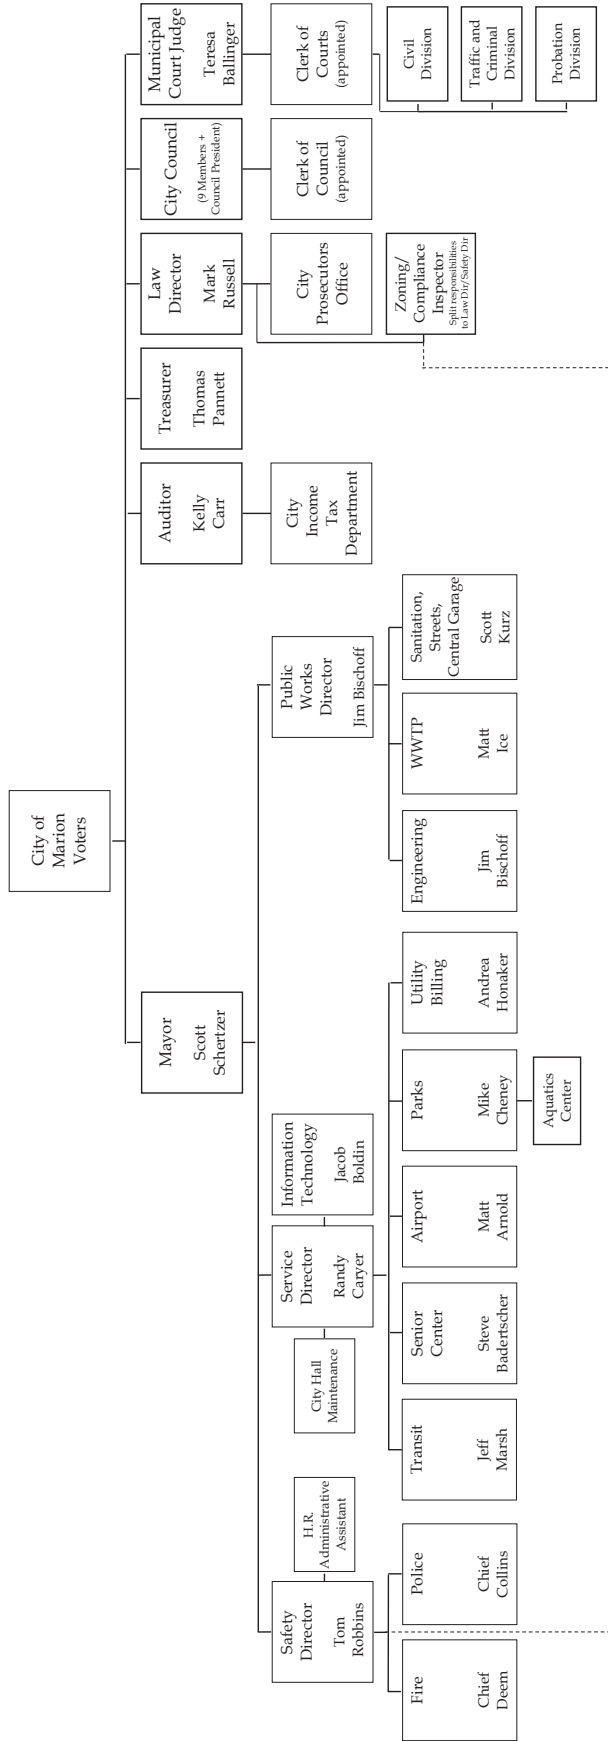 City of
Marion
Voters
Mayor
Scott
Schertzer
Auditor
Kelly
Carr
Treasurer
Thomas
Pannett
Law
Director
Mark
Russell
City Council
(9 Members +
Council President)
Municipal
Court Judge
Teresa
Ballinger
Safety
Director
Tom
Robbins
H.R.
Administrative
Assistant
City Hall
Maintenance
Service
Director
Randy
Caryer
Information
Technology
Jacob
Boldin
Public
Works
Director
Jim Bischoff
City
Income
Tax
Department
City
Prosecutors
Office
Clerk of
Council
(appointed)
Clerk of
Courts
(appointed)
Fire
Chief
Deem
Police
Chief
Collins
Transit
Jeff
Marsh
Senior
Center
Steve
Badertscher
Airport
Matt
Arnold
Parks
Mike
Cheney
Utility
Billing
Andrea
Honaker
Engineering
Jim
Bischoff
WWTP
Matt
Ice
Sanitation,
Streets,
Central Garage
Scott
Kurz
Zoning/
Compliance
Inspector
Split responsibilities
to Law Dir/Safety Dir
Civil
Division
Traffic and
Criminal
Division
Probation
Division
Aquatics
Center